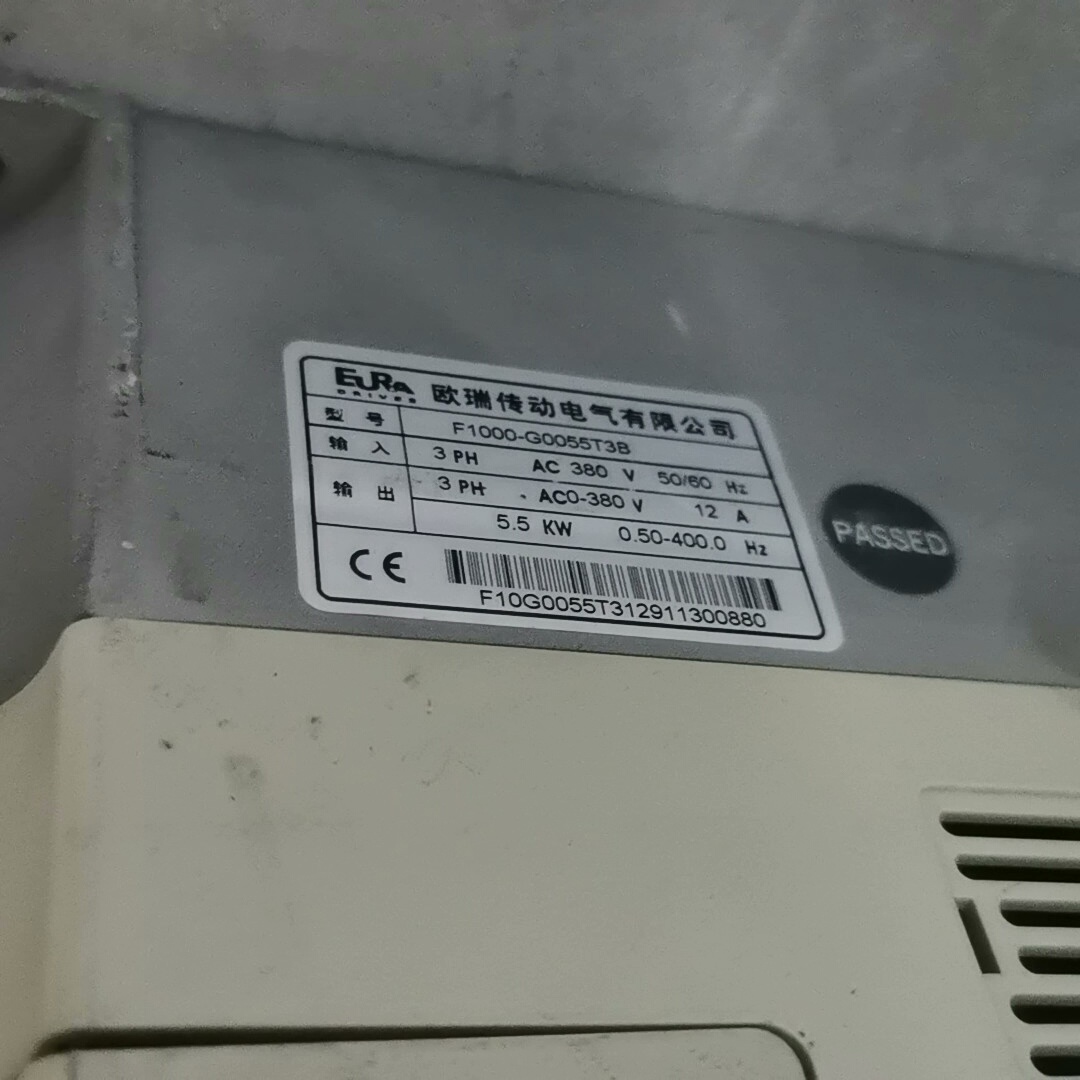 EURA DRIVES 欧瑞传动电气有限公司
型号 F1000-G0055T3B
输入 3 PH AC 380 V 50/60 Hz
输出 3 PH AC0-380 V 12 A
5.5 KW 0.50-400.0 Hz
CE
F10G0055T312911300880
PASSED